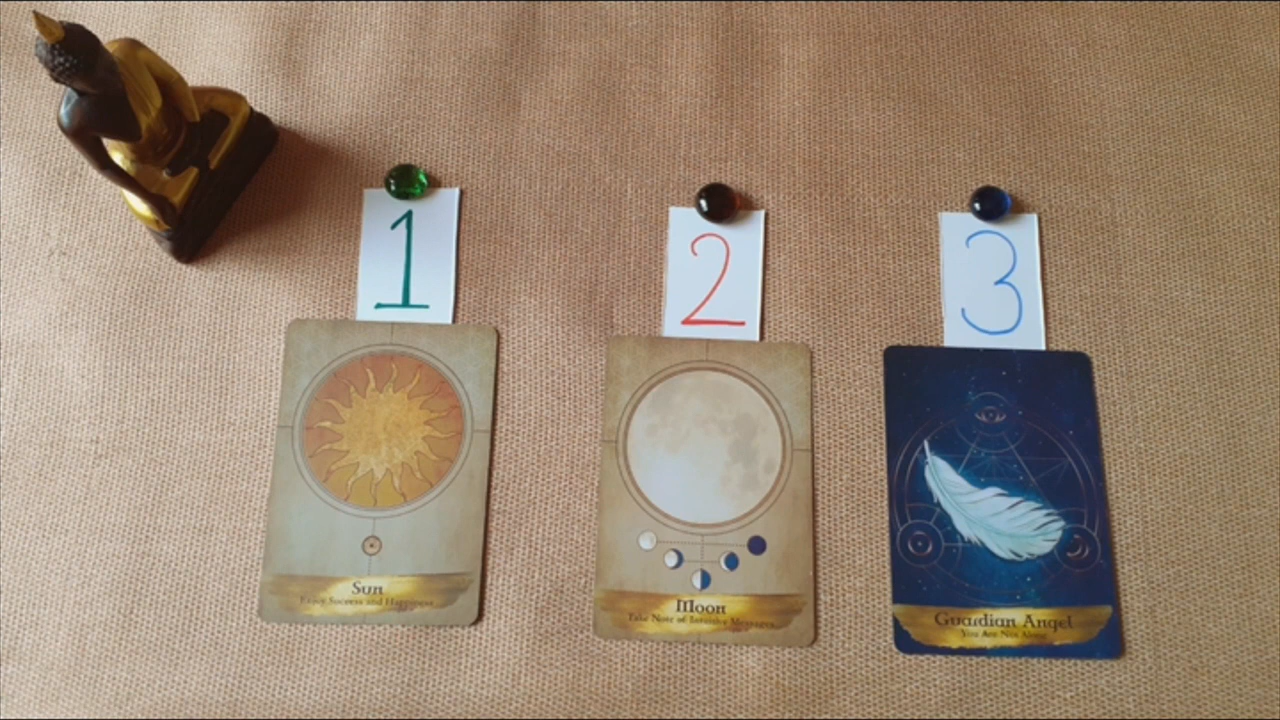 1
2
3
Sun
Enjoy Success and Happiness
Moon
Take Note of Intuitive Messages
Guardian Angel
You Are Not Alone